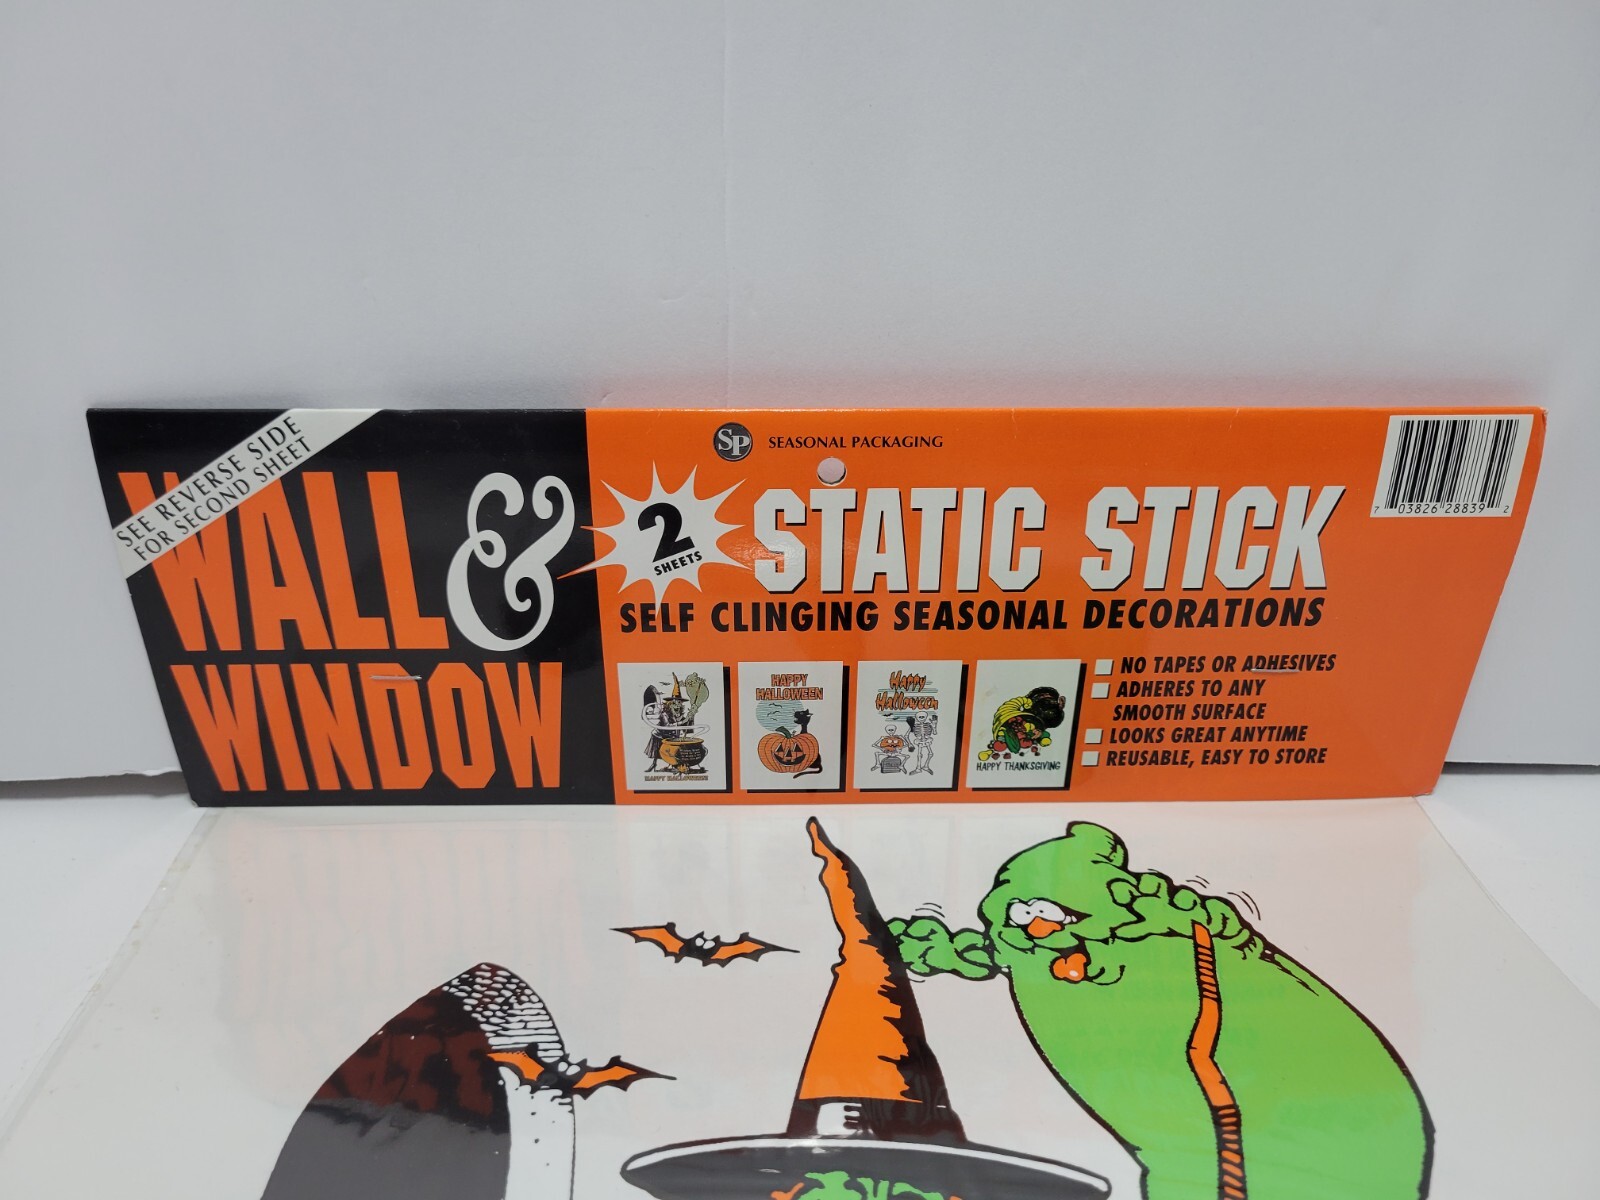 SEE REVERSE SIDE
FOR SECOND SHEET
WALL &
WINDOW
SP SEASONAL PACKAGING
2
SHEETS
STATIC STICK
SELF CLINGING SEASONAL DECORATIONS
HAPPY HALLOWEEN
HAPPY
HALLOWEEN
Happy
Halloween
HAPPY THANKSGIVING
NO TAPES OR ADHESIVES
ADHERES TO ANY
SMOOTH SURFACE
LOOKS GREAT ANYTIME
REUSABLE, EASY TO STORE
7 03826 28839 2